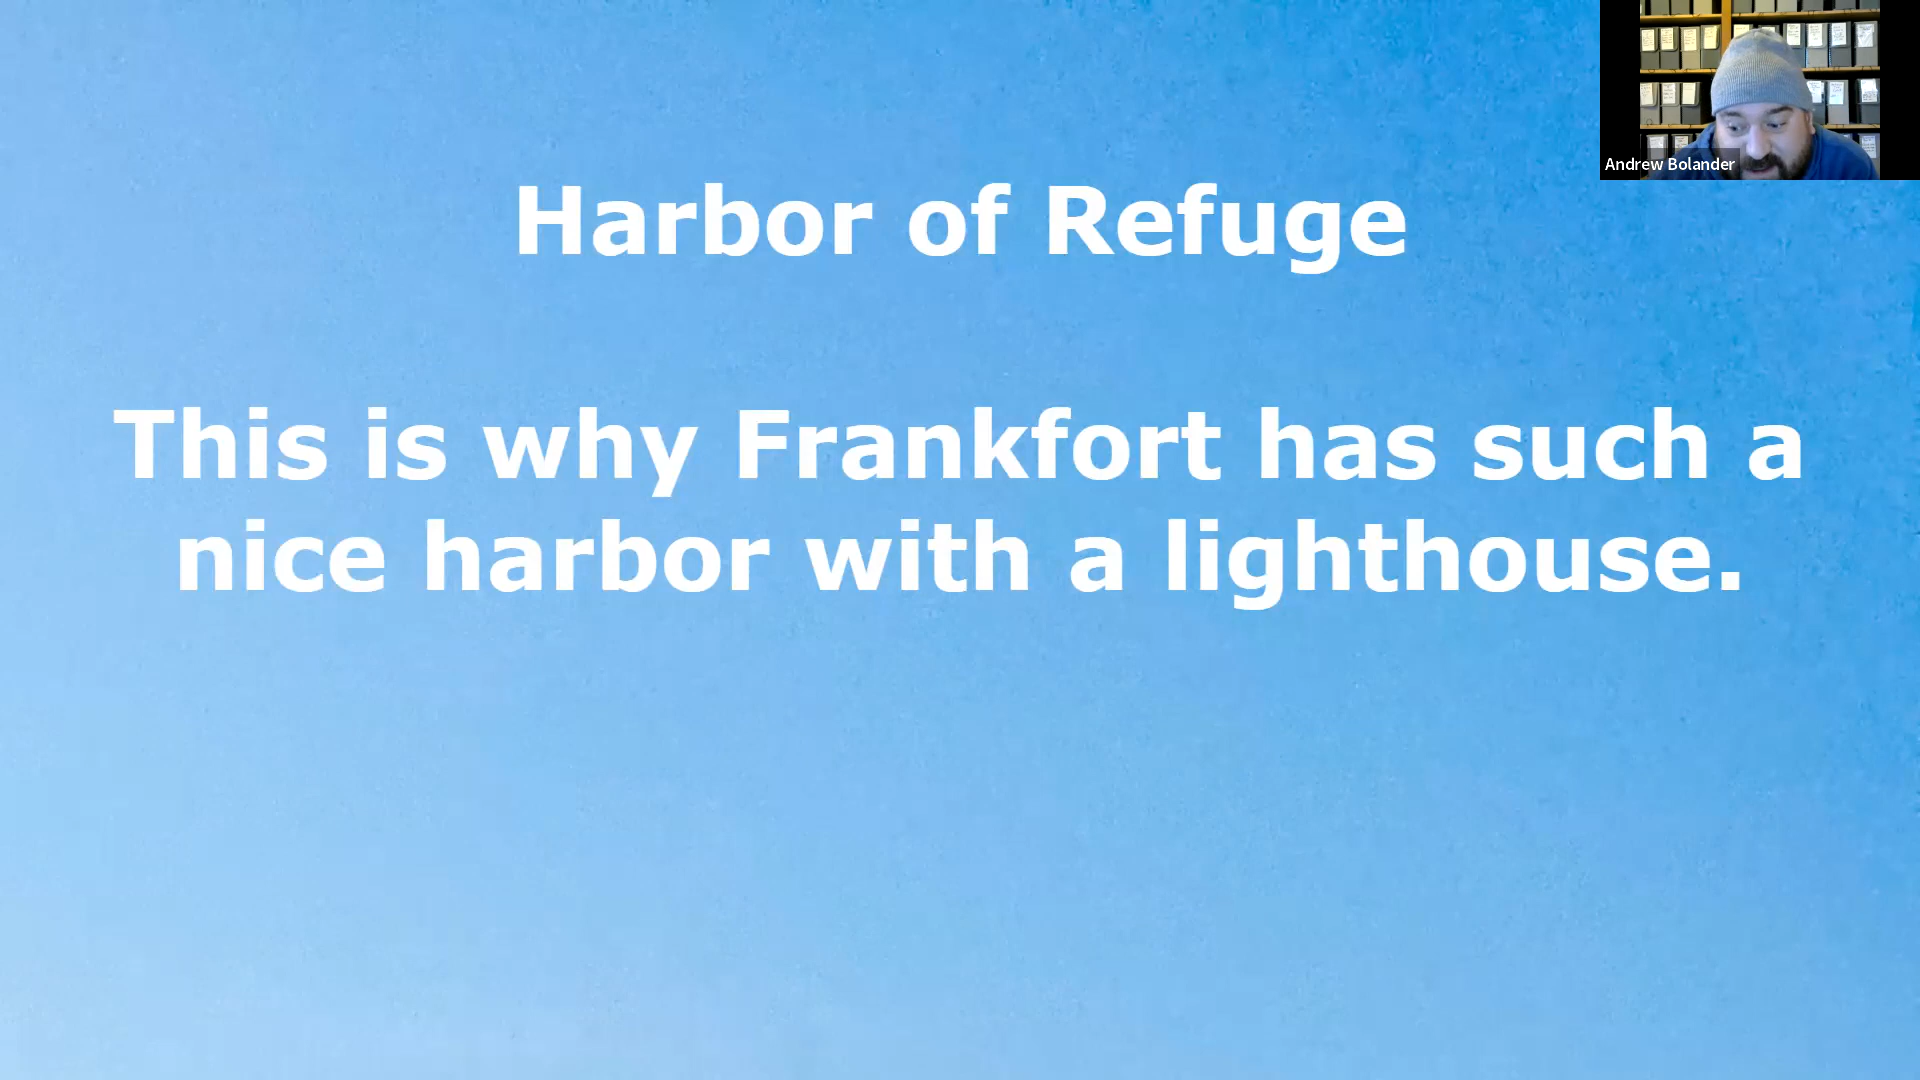 Harbor of Refuge
This is why Frankfort has such a
nice harbor with a lighthouse.
Andrew Bolander